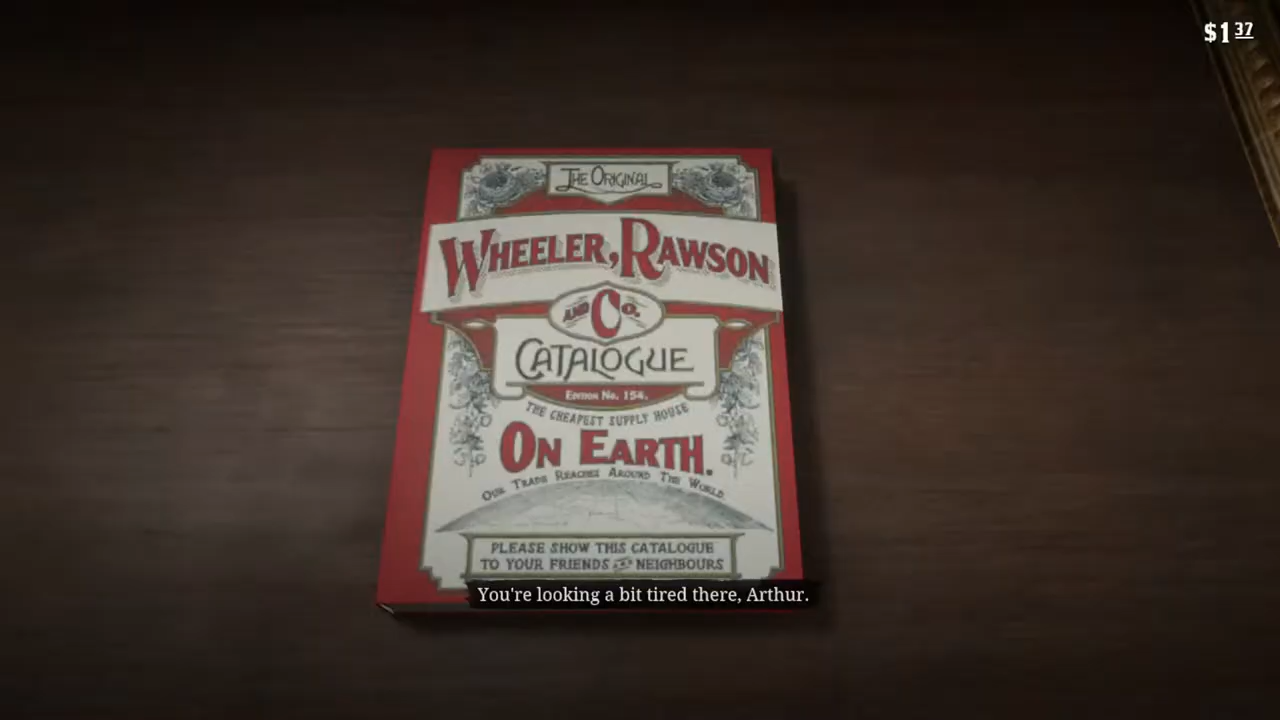 $1 37
THE ORIGINAL
WHEELER, RAWSON
AND CO.
CATALOGUE
EDITION No. 154.
THE CHEAPEST SUPPLY HOUSE
ON EARTH.
OUR TRADE REACHES AROUND THE WORLD
PLEASE SHOW THIS CATALOGUE
TO YOUR FRIENDS AND NEIGHBOURS
You're looking a bit tired there, Arthur.